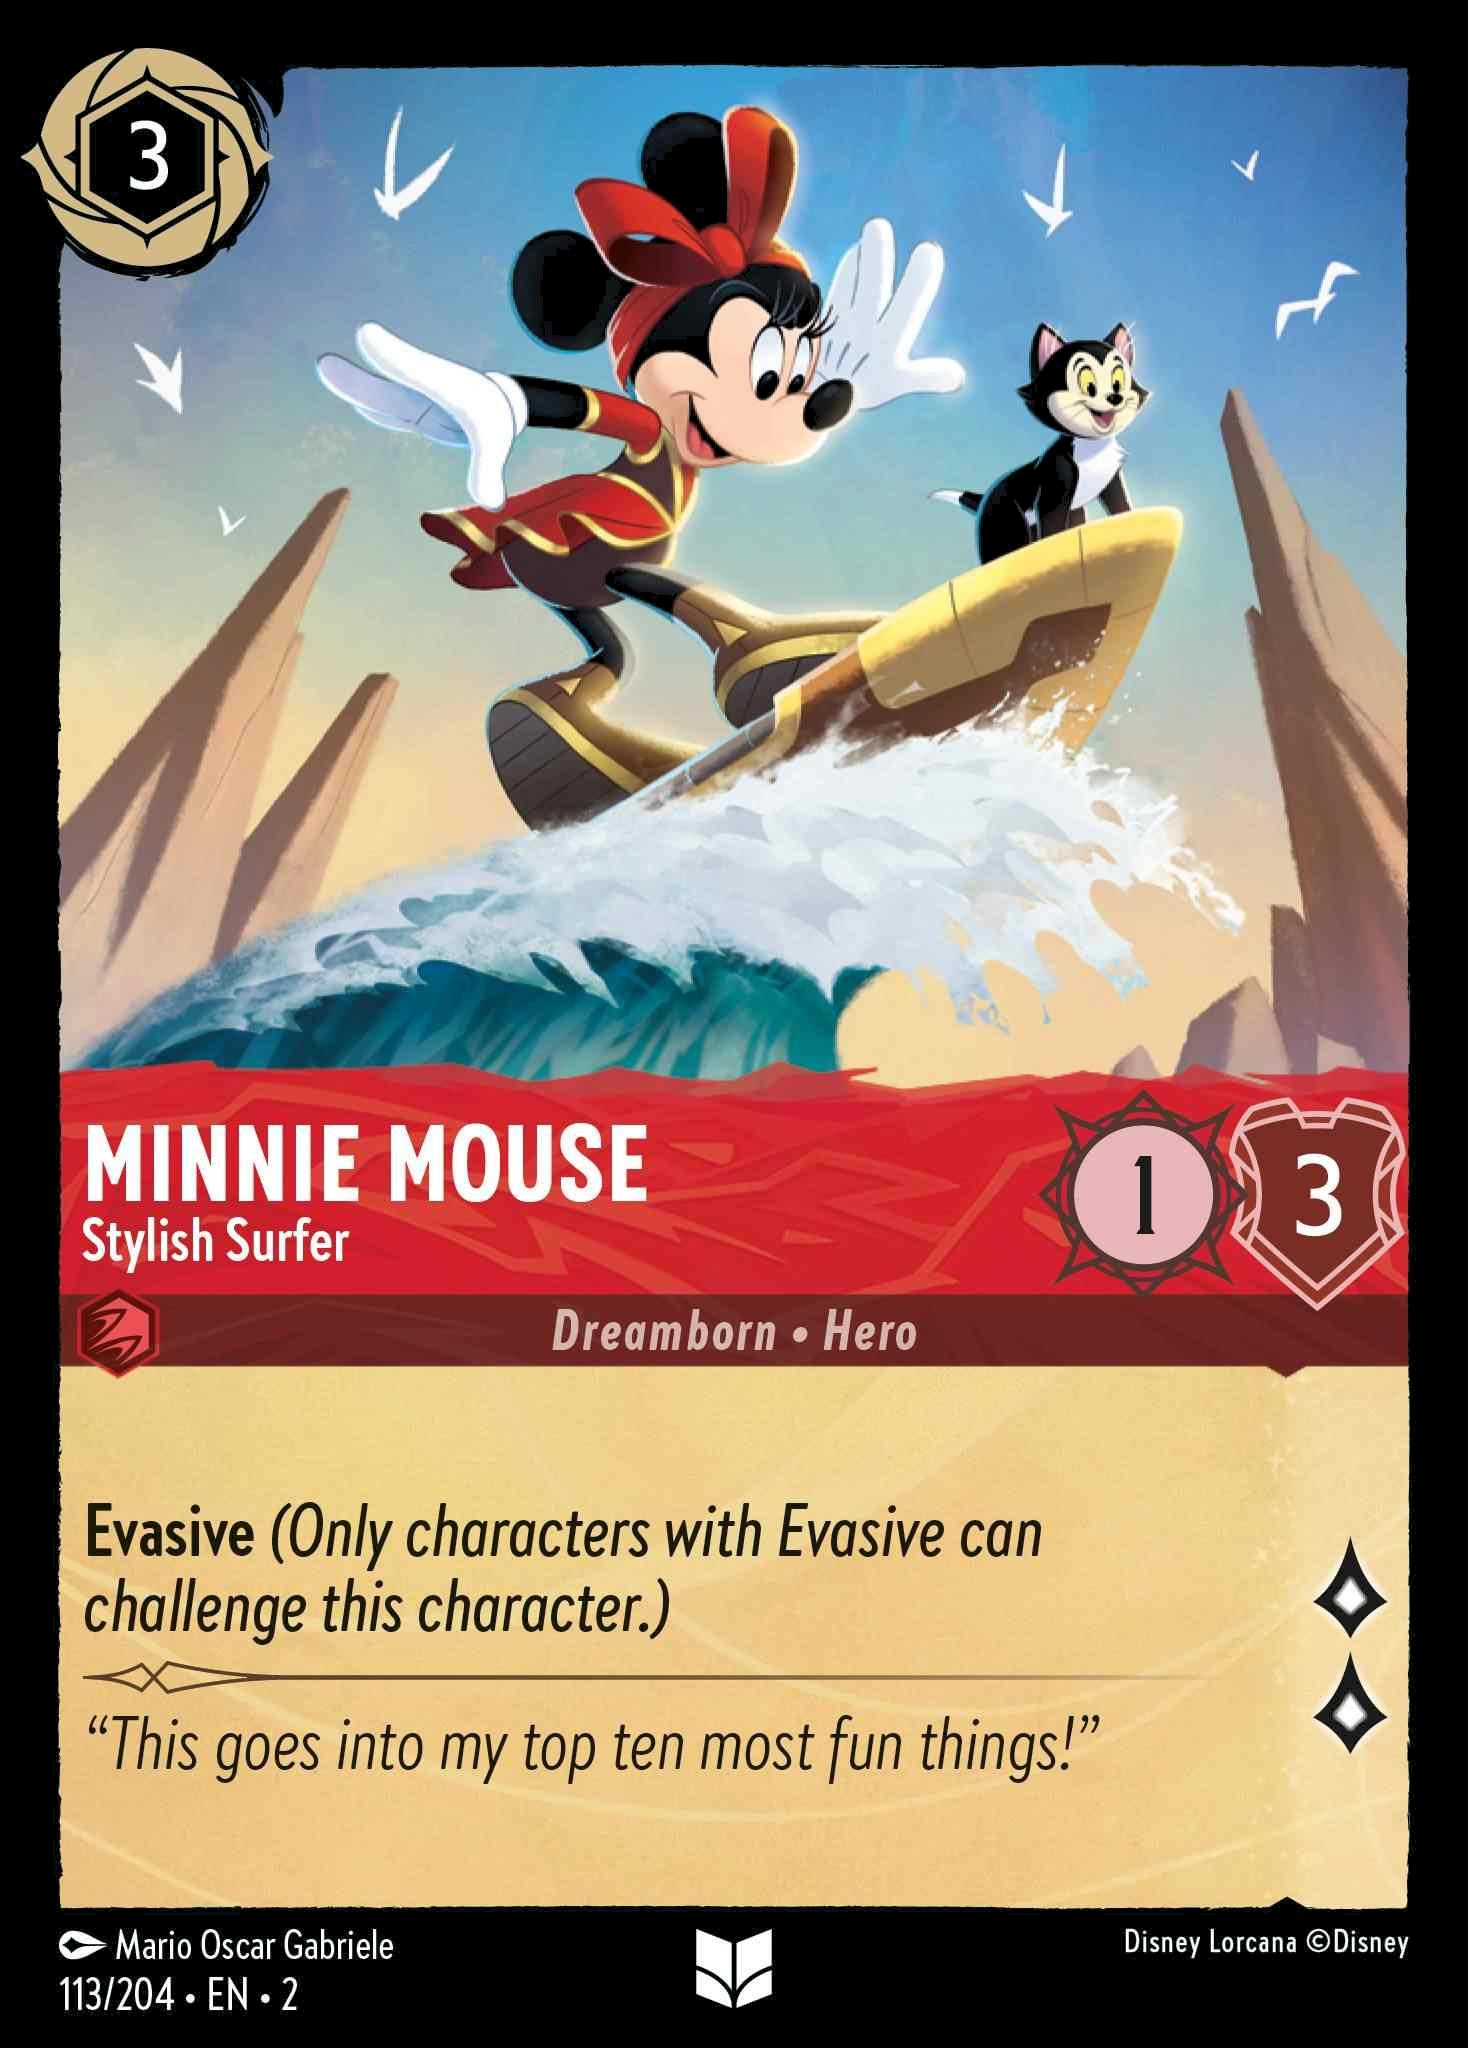 3
MINNIE MOUSE
Stylish Surfer
1
3
Dreamborn • Hero
Evasive (Only characters with Evasive can
challenge this character.)
“This goes into my top ten most fun things!”
Mario Oscar Gabriele
113/204 • EN • 2
Disney Lorcana ©Disney